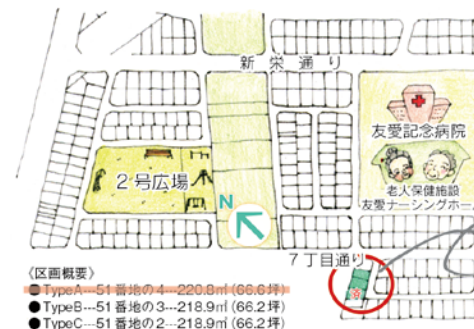 新栄通り
友愛記念病院
2号広場
老人保健施設
友愛ナーシングホーム
N
7丁目通り
〈区画概要〉
●TypeA---51番地の4---220.8㎡(66.6坪)
●TypeB---51番地の3---218.9㎡(66.2坪)
●TypeC---51番地の2---218.9㎡(66.2坪)